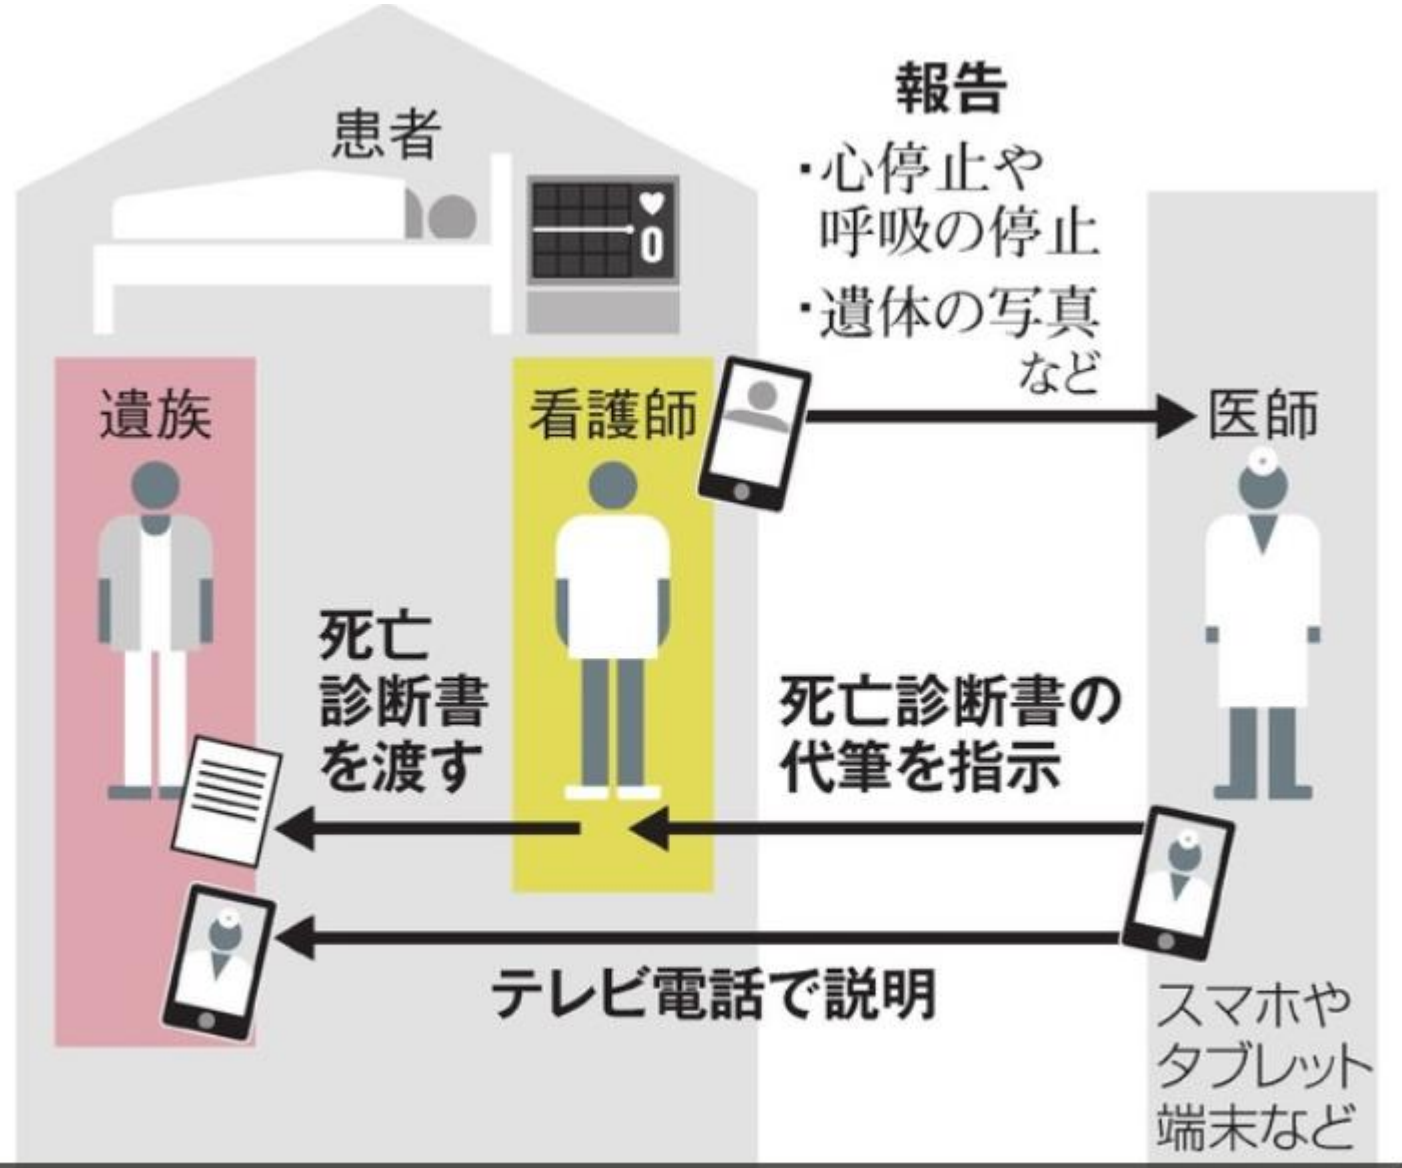 患者
0
報告
・心停止や
呼吸の停止
・遺体の写真
など
遺族
看護師
医師
死亡
診断書
を渡す
死亡診断書の
代筆を指示
テレビ電話で説明
スマホや
タブレット
端末など